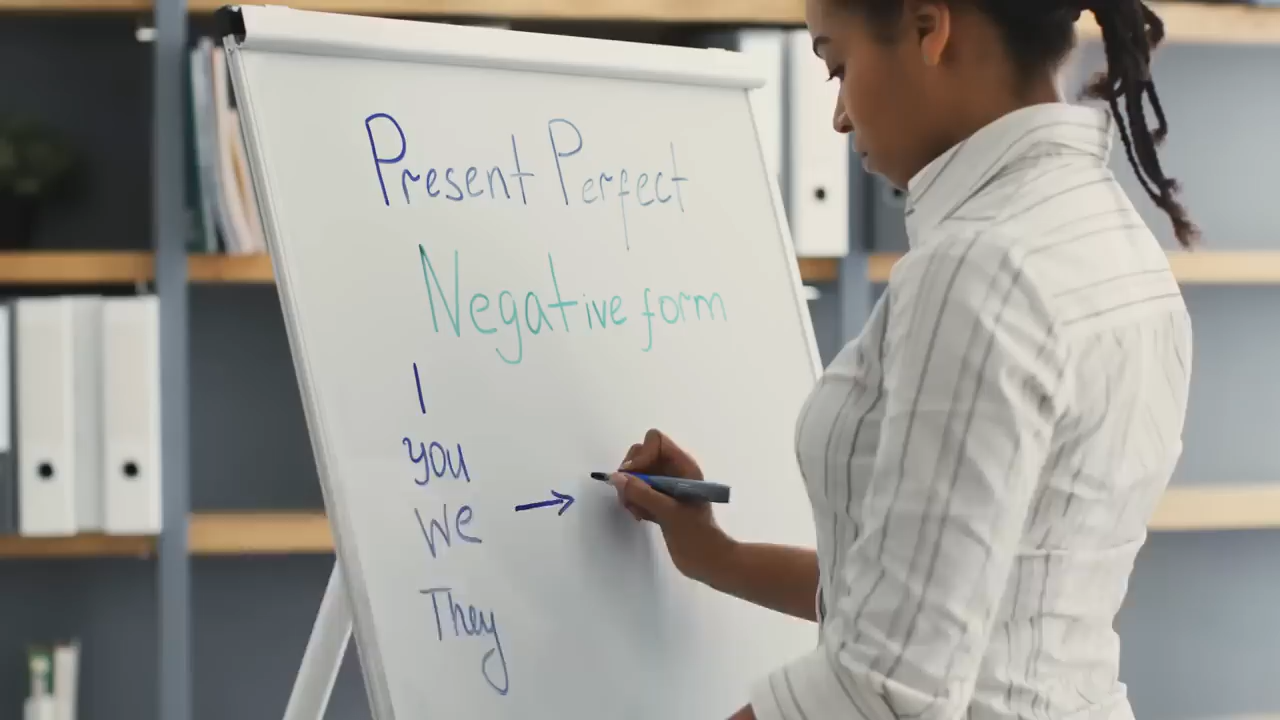 Present Perfect
Negative form
I
you
We →
They